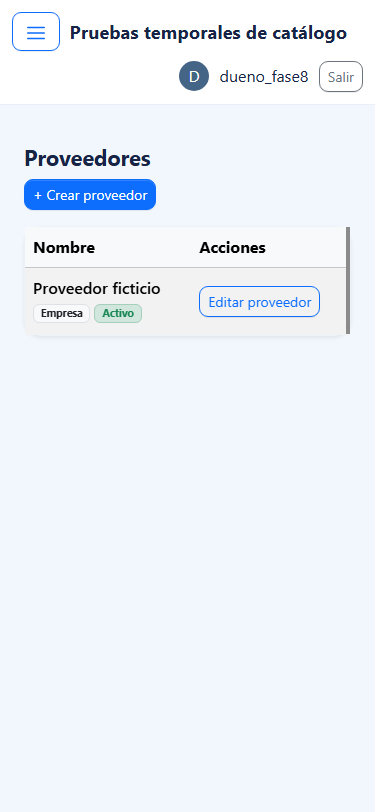 Pruebas temporales de catálogo
D dueno_fase8 Salir
Proveedores
+ Crear proveedor
Nombre Acciones
Proveedor ficticio
Editar proveedor
Empresa Activo